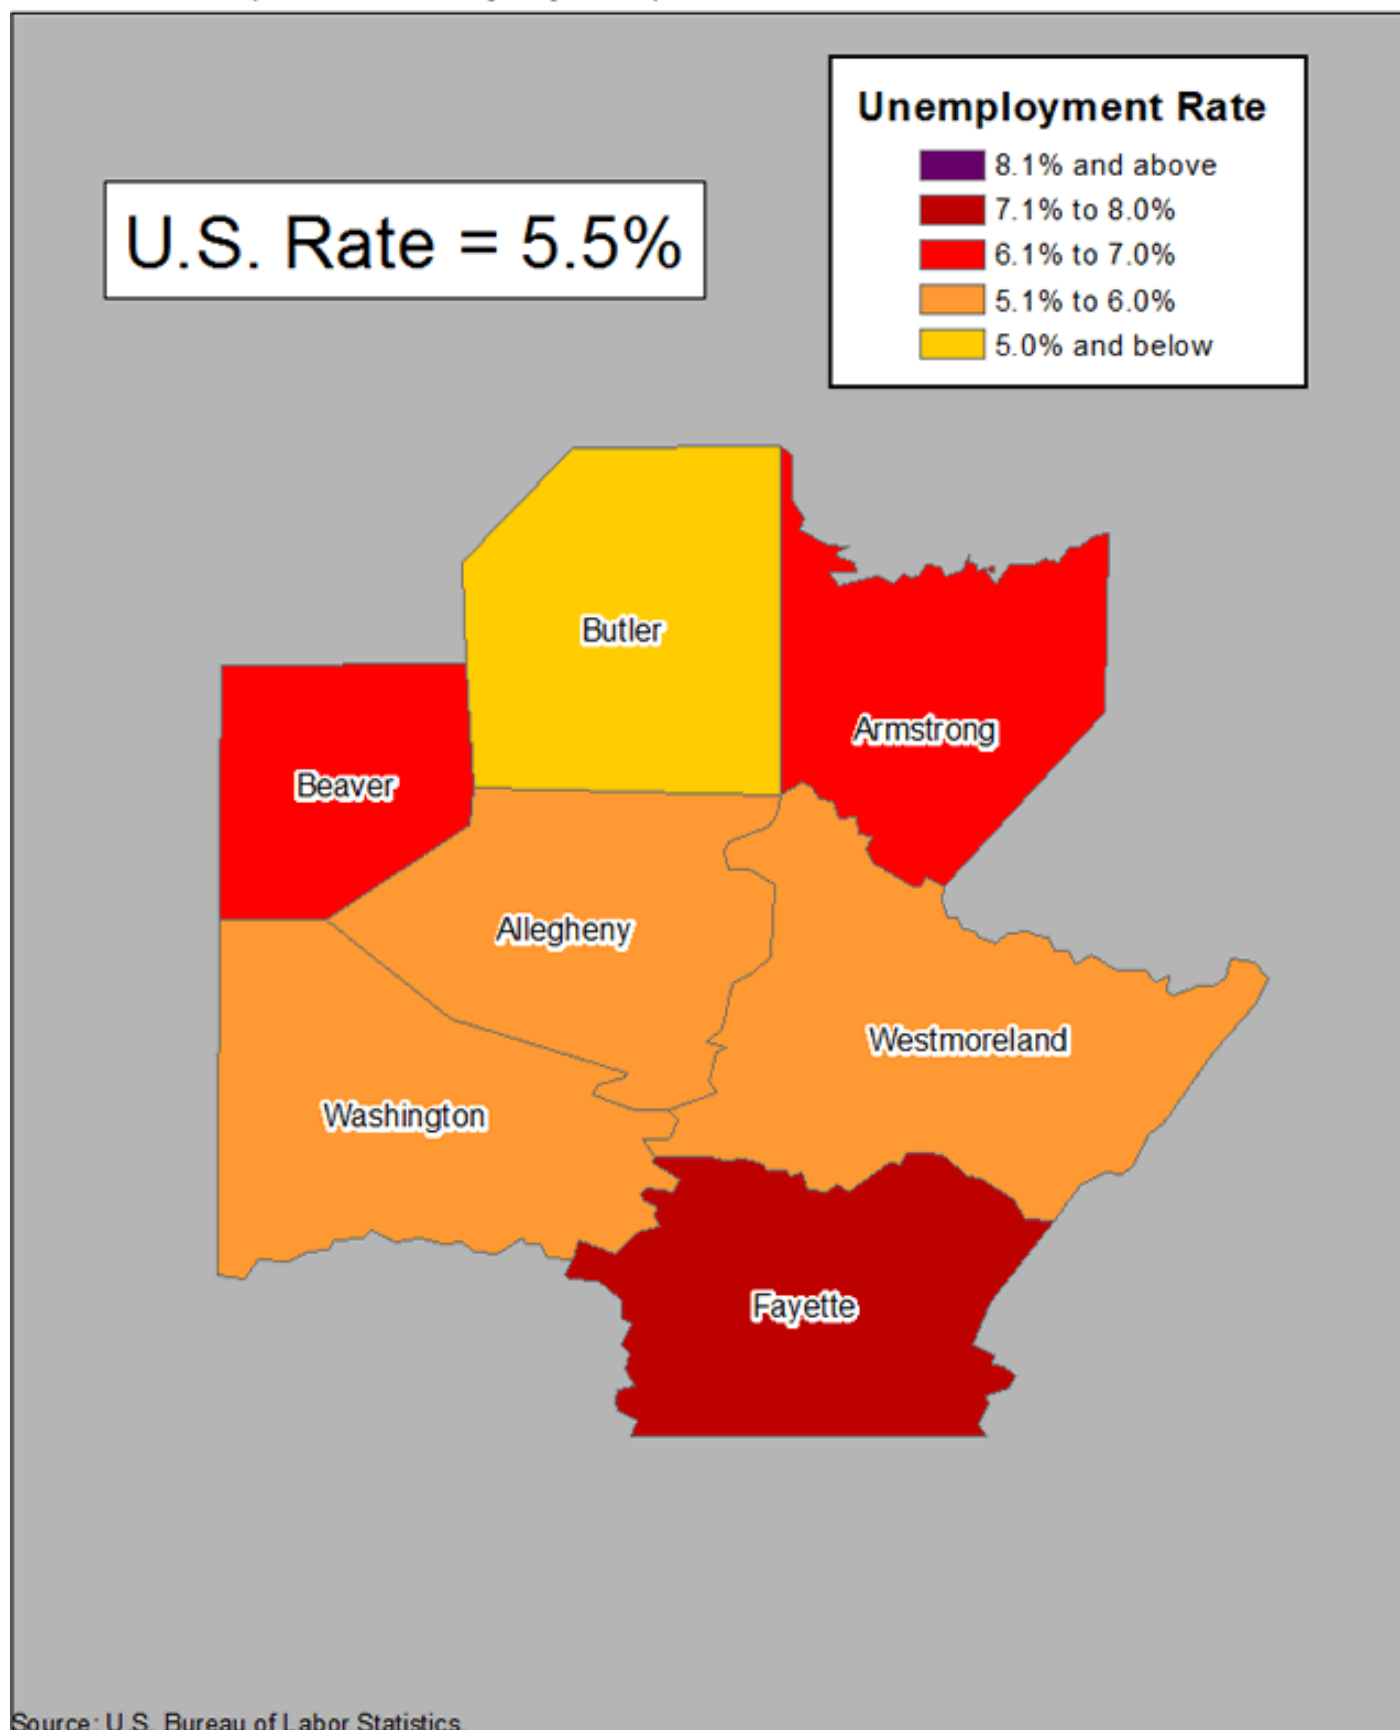 Unemployment Rate
8.1% and above
7.1% to 8.0%
6.1% to 7.0%
5.1% to 6.0%
5.0% and below
U.S. Rate = 5.5%
Butler
Armstrong
Beaver
Allegheny
Westmoreland
Washington
Fayette
Source: U.S. Bureau of Labor Statistics.